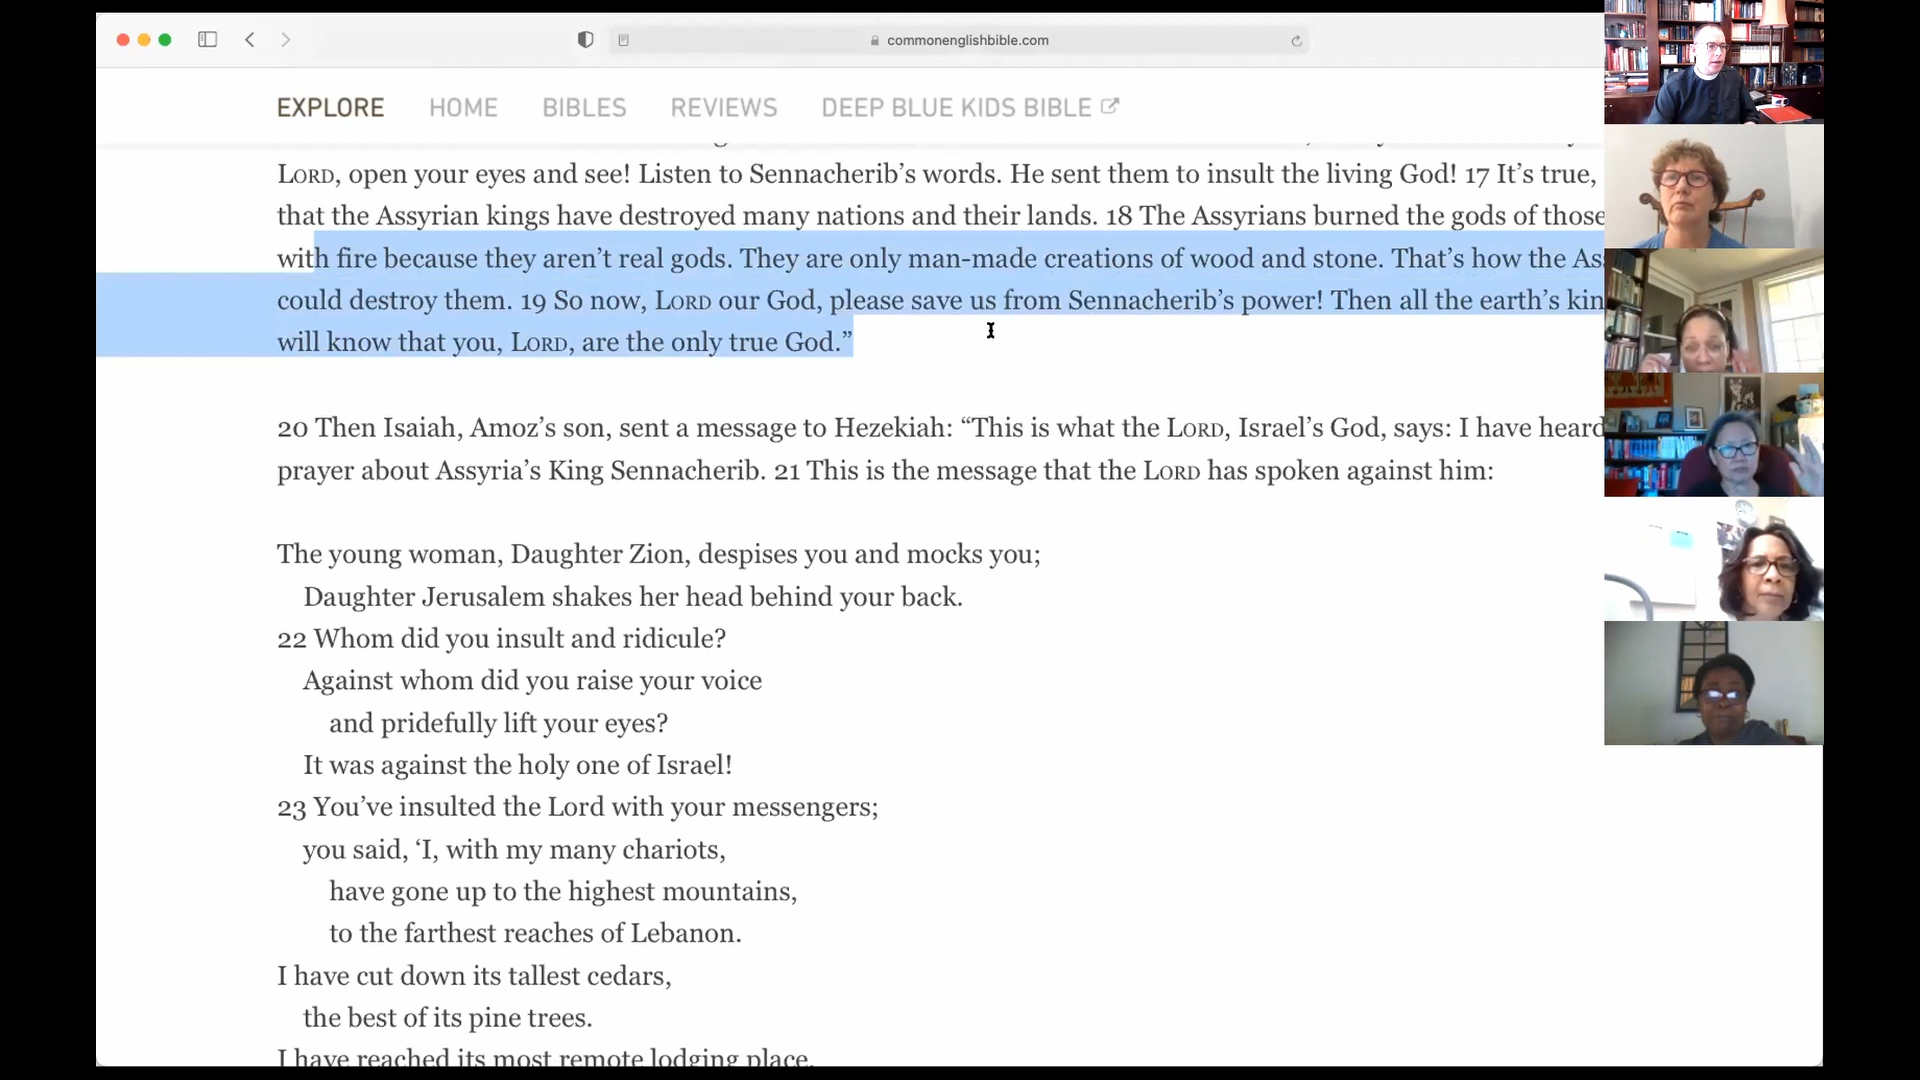 commonenglishbible.com
EXPLORE HOME BIBLES REVIEWS DEEP BLUE KIDS BIBLE
LORD, open your eyes and see! Listen to Sennacherib’s words. He sent them to insult the living God! 17 It’s true,
that the Assyrian kings have destroyed many nations and their lands. 18 The Assyrians burned the gods of those
with fire because they aren’t real gods. They are only man-made creations of wood and stone. That’s how the
could destroy them. 19 So now, LORD our God, please save us from Sennacherib’s power! Then all the earth’s
will know that you, LORD, are the only true God.”
20 Then Isaiah, Amoz’s son, sent a message to Hezekiah: “This is what the LORD, Israel’s God, says: I have heard
prayer about Assyria’s King Sennacherib. 21 This is the message that the LORD has spoken against him:
The young woman, Daughter Zion, despises you and mocks you;
Daughter Jerusalem shakes her head behind your back.
22 Whom did you insult and ridicule?
Against whom did you raise your voice
and pridefully lift your eyes?
It was against the holy one of Israel!
23 You’ve insulted the Lord with your messengers;
you said, ‘I, with my many chariots,
have gone up to the highest mountains,
to the farthest reaches of Lebanon.
I have cut down its tallest cedars,
the best of its pine trees.
I have reached its most remote lodging place,